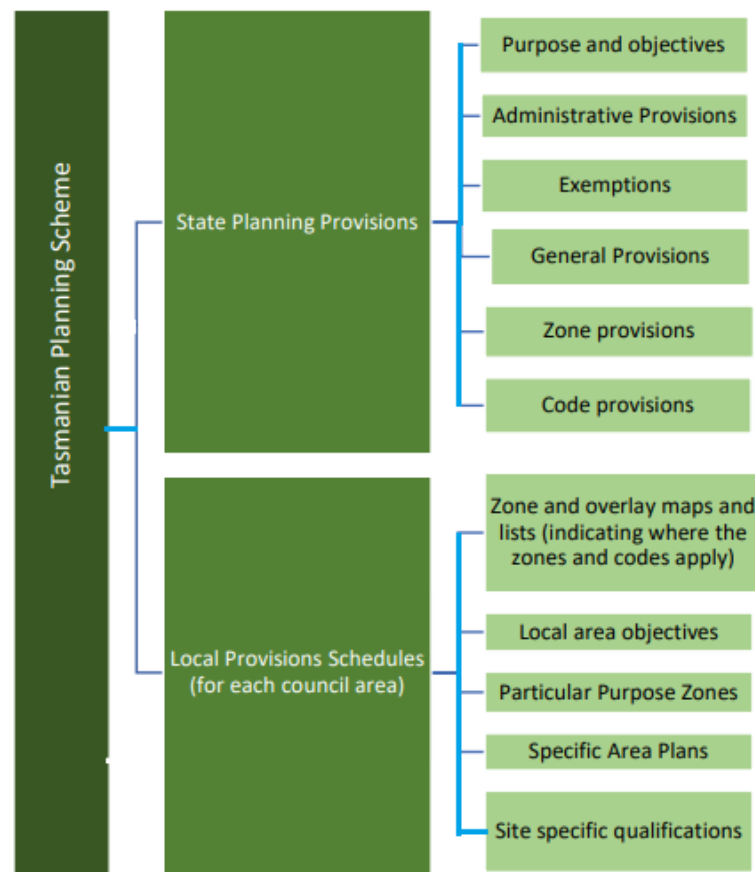 Tasmanian Planning Scheme
State Planning Provisions
Purpose and objectives
Administrative Provisions
Exemptions
General Provisions
Zone provisions
Code provisions
Local Provisions Schedules
(for each council area)
Zone and overlay maps and
lists (indicating where the
zones and codes apply)
Local area objectives
Particular Purpose Zones
Specific Area Plans
Site specific qualifications